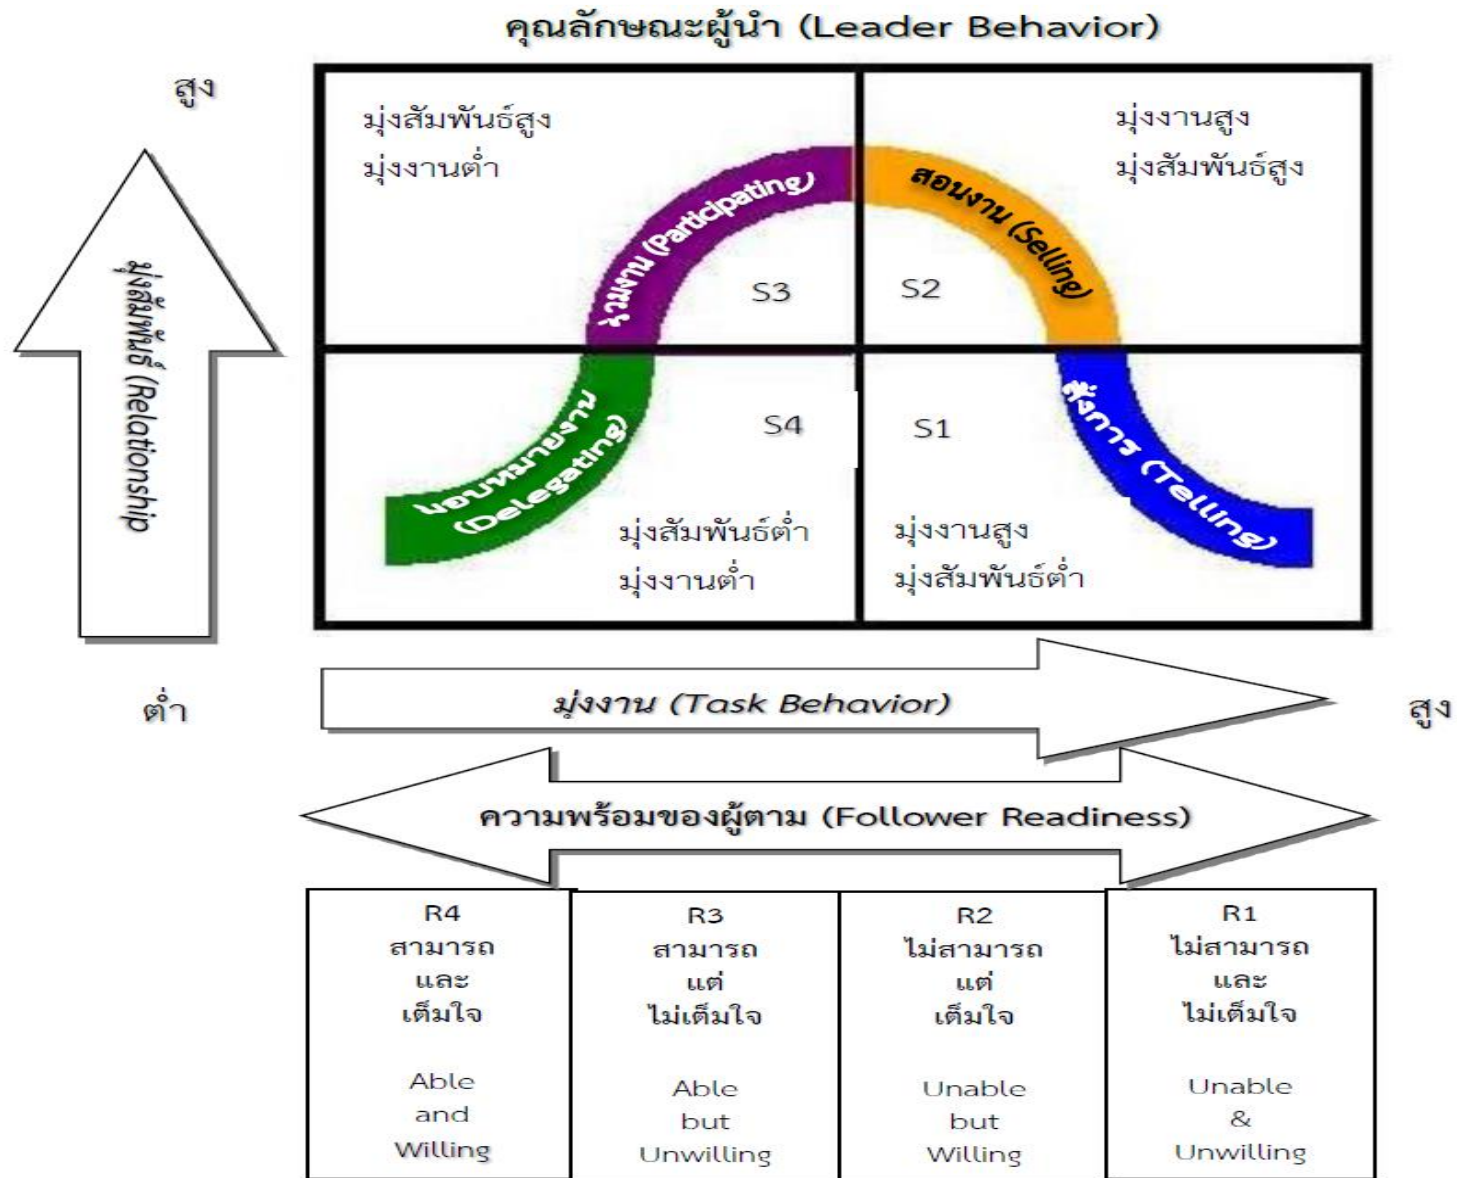 คุณลักษณะผู้นำ (Leader Behavior)
สูง
มุ่งสัมพันธ์สูง
มุ่งงานต่ำ
มุ่งงานสูง
มุ่งสัมพันธ์สูง
ร่วมงาน (Participating)
สอนงาน (Selling)
S3
S2
มุ่งสัมพันธ์ (Relationship
มอบหมายงาน
(Delegating)
S4
S1
สั่งการ (Telling)
มุ่งสัมพันธ์ต่ำ
มุ่งงานต่ำ
มุ่งงานสูง
มุ่งสัมพันธ์ต่ำ
ต่ำ
มุ่งงาน (Task Behavior)
สูง
ความพร้อมของผู้ตาม (Follower Readiness)
R4
สามารถ
และ
เต็มใจ
Able
and
Willing
R3
สามารถ
แต่
ไม่เต็มใจ
Able
but
Unwilling
R2
ไม่สามารถ
แต่
เต็มใจ
Unable
but
Willing
R1
ไม่สามารถ
และ
ไม่เต็มใจ
Unable
&
Unwilling